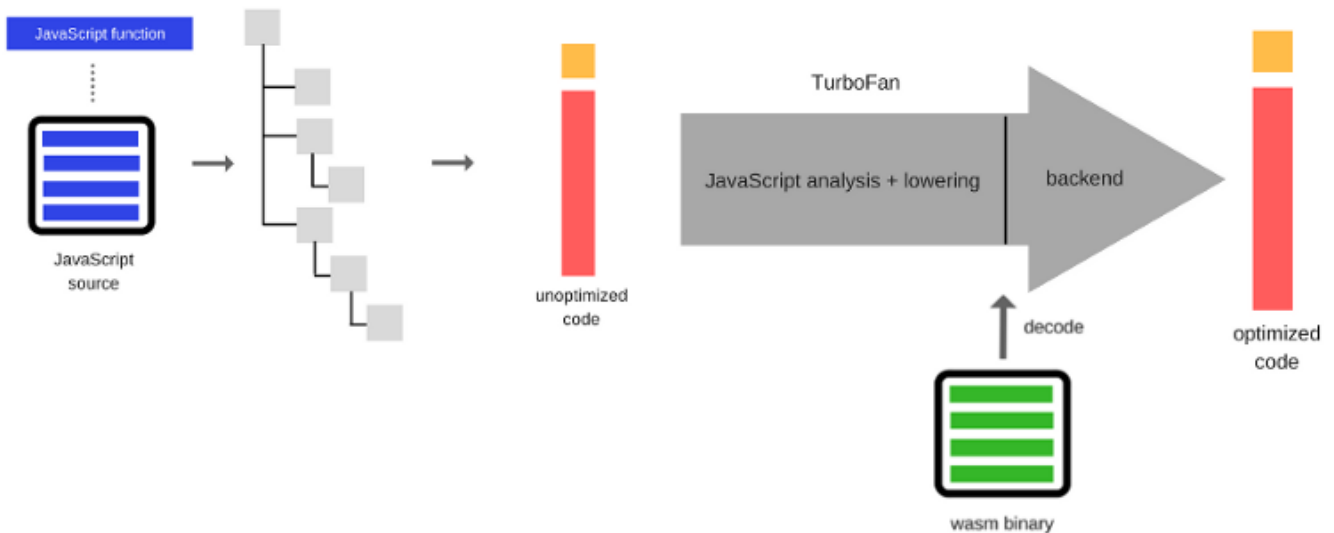 JavaScript function
JavaScript
source
unoptimized
code
TurboFan
JavaScript analysis + lowering
backend
decode
wasm binary
optimized
code